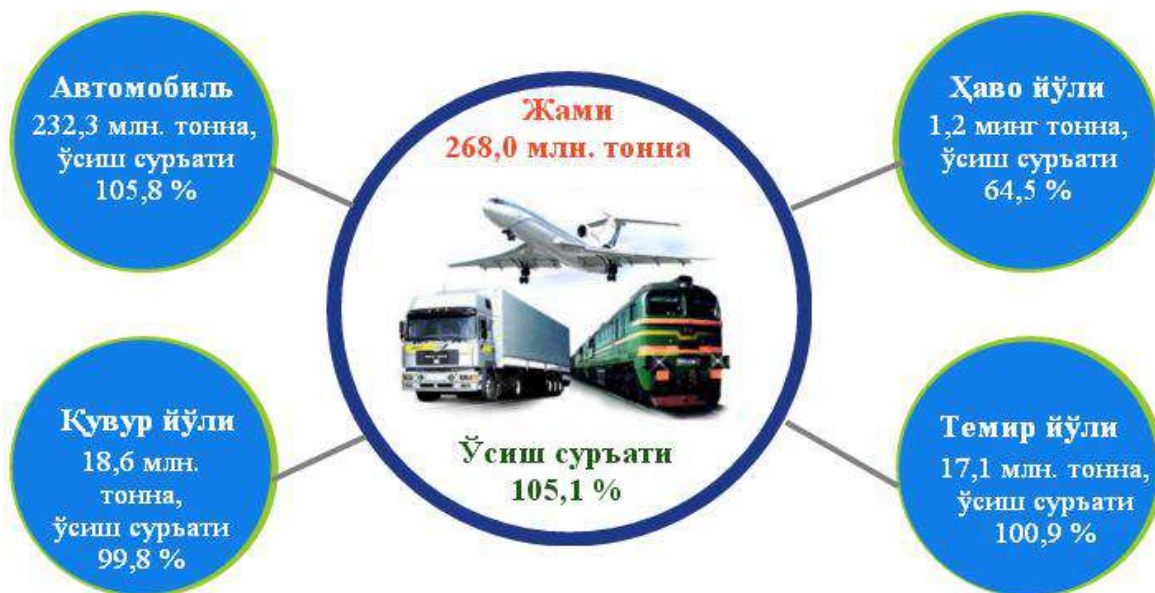 Автомобиль
232,3 млн. тонна,
ўсиш суръати
105,8 %
Жами
268,0 млн. тонна
Ҳаво йўли
1,2 минг тонна,
ўсиш суръати
64,5 %
Қувур йўли
18,6 млн.
тонна,
ўсиш суръати
99,8 %
Ўсиш суръати
105,1 %
Темир йўли
17,1 млн. тонна,
ўсиш суръати
100,9 %